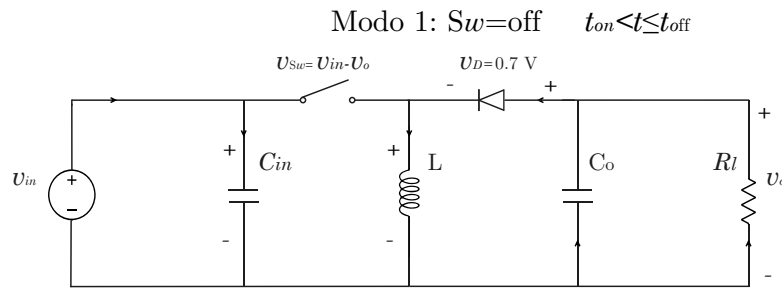 Modo 1: Sw=off ton<t≤toff
vSw=vin-vo
vD=0.7 V
- +
+
vin
+
-
+
Cin
-
+
L
-
Co
Rl
vo
-